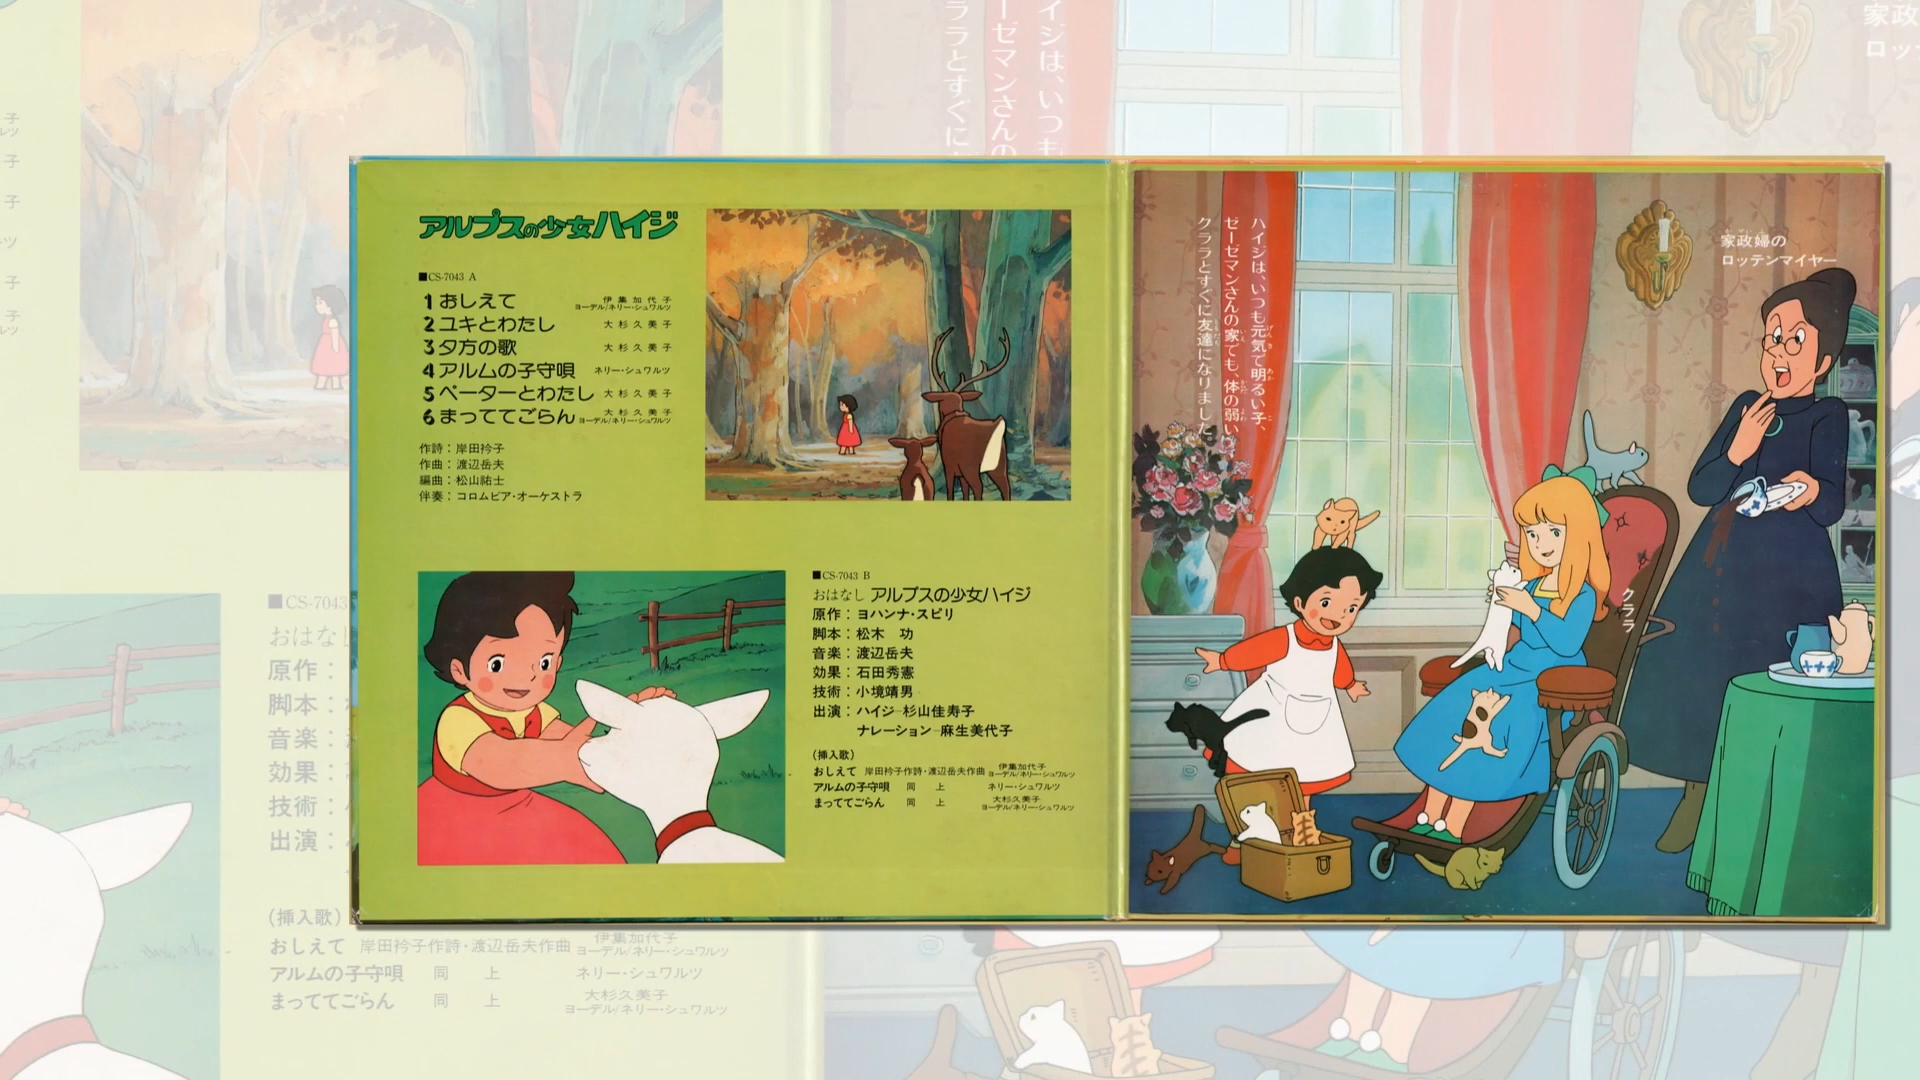 アルプスの少女ハイジ
■CS-7043 A
1 おしえて 伊集加代子
ヨーデル/ネリー・シュワルツ
2 ユキとわたし 大杉久美子
3 夕方の歌 大杉久美子
4 アルムの子守唄 ネリー・シュワルツ
5 ペーターとわたし 大杉久美子
6 まっててごらん 大杉久美子
ヨーデル/ネリー・シュワルツ
作詩：岸田衿子
作曲：渡辺岳夫
編曲：松山祐士
伴奏：コロムビア・オーケストラ
■CS-7043 B
おはなし アルプスの少女ハイジ
原作：ヨハンナ・スピリ
脚本：松木 功
音楽：渡辺岳夫
効果：石田秀憲
技術：小境靖男
出演：ハイジ―杉山佳寿子
ナレーション―麻生美代子
(挿入歌)
おしえて 岸田衿子作詩・渡辺岳夫作曲 伊集加代子
ヨーデル/ネリー・シュワルツ
アルムの子守唄 同 上 ネリー・シュワルツ
まっててごらん 同 上 大杉久美子
ヨーデル/ネリー・シュワルツ
ハイジは、いつも元気で明るい子、
ゼーゼマンさんの家でも、体の弱い
クララとすぐに友達になりました。
家政婦の
ロッテンマイヤー
クララ